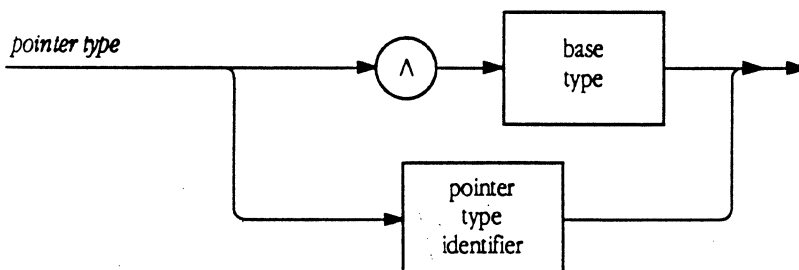 pointer type
^
base
type
pointer
type
identifier